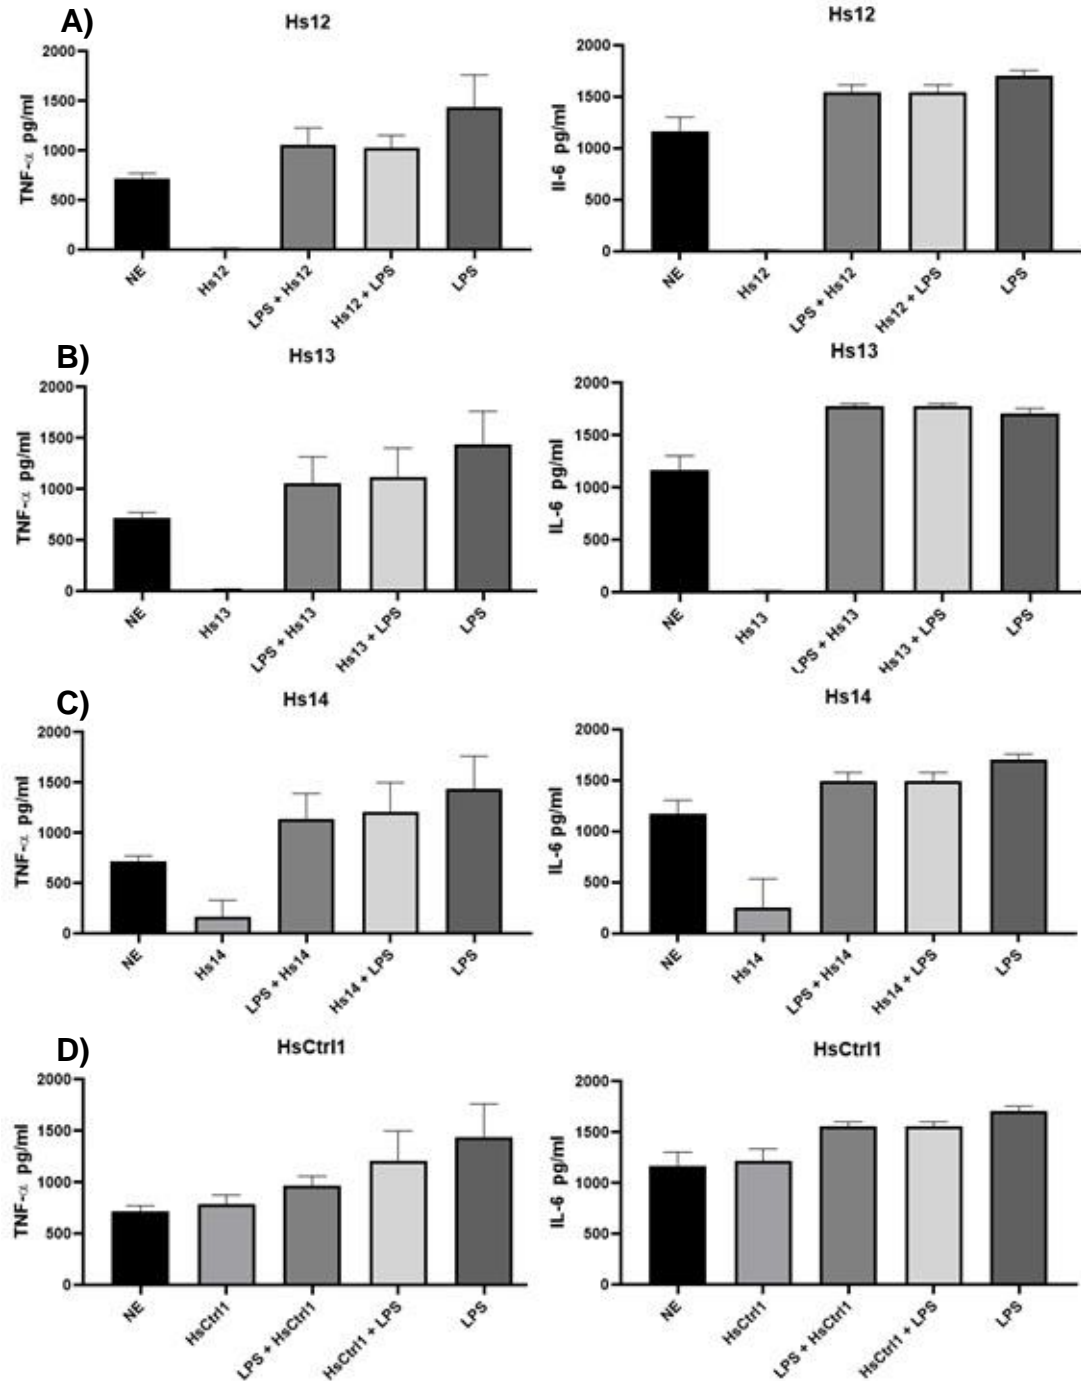 A)
Hs12
TNF-α pg/ml
2000
1500
1000
500
0
NE
Hs12
LPS + Hs12
Hs12 + LPS
LPS
Hs12
Il-6 pg/ml
2000
1500
1000
500
0
NE
Hs12
LPS + Hs12
Hs12 + LPS
LPS
B)
Hs13
TNF-α pg/ml
2000
1500
1000
500
0
NE
Hs13
LPS + Hs13
Hs13 + LPS
LPS
Hs13
IL-6 pg/ml
2000
1500
1000
500
0
NE
Hs13
LPS + Hs13
Hs13 + LPS
LPS
C)
Hs14
TNF-α pg/ml
2000
1500
1000
500
0
NE
Hs14
LPS + Hs14
Hs14 + LPS
LPS
Hs14
IL-6 pg/ml
2000
1500
1000
500
0
NE
Hs14
LPS + Hs14
Hs14 + LPS
LPS
D)
HsCtrl1
TNF-α pg/ml
2000
1500
1000
500
0
NE
HsCtrl1
LPS + HsCtrl1
HsCtrl1 + LPS
LPS
HsCtrl1
IL-6 pg/ml
2000
1500
1000
500
0
NE
HsCtrl1
LPS + HsCtrl1
HsCtrl1 + LPS
LPS